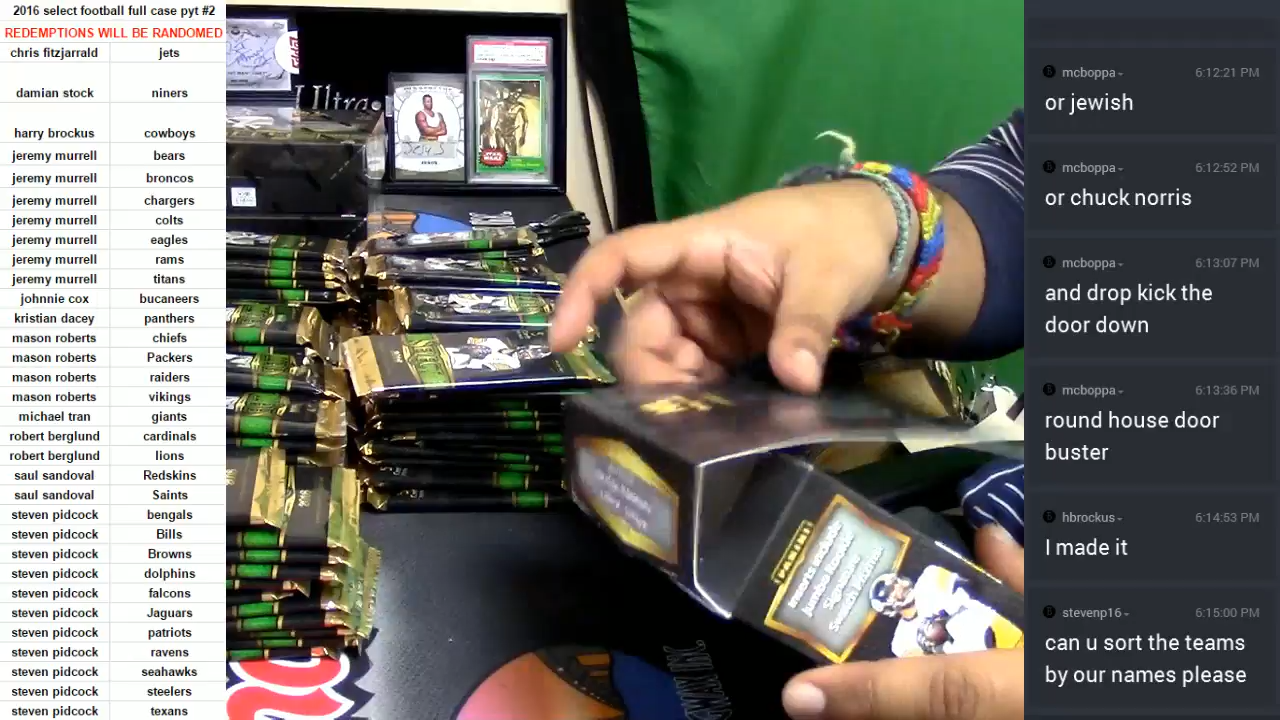 2016 select football full case pyt #2
REDEMPTIONS WILL BE RANDOMED
chris fitzjarrald jets
damian stock niners
harry brockus cowboys
jeremy murrell bears
jeremy murrell broncos
jeremy murrell chargers
jeremy murrell colts
jeremy murrell eagles
jeremy murrell rams
jeremy murrell titans
johnnie cox bucaneers
kristian dacey panthers
mason roberts chiefs
mason roberts Packers
mason roberts raiders
mason roberts vikings
michael tran giants
robert berglund cardinals
robert berglund lions
saul sandoval Redskins
saul sandoval Saints
steven pidcock bengals
steven pidcock Bills
steven pidcock Browns
steven pidcock dolphins
steven pidcock falcons
steven pidcock Jaguars
steven pidcock patriots
steven pidcock ravens
steven pidcock seahawks
steven pidcock steelers
steven pidcock texans
Ultra
STAR WARS
PANINI
mcboppa 6:12:21 PM
or jewish
mcboppa 6:12:52 PM
or chuck norris
mcboppa 6:13:07 PM
and drop kick the
door down
mcboppa 6:13:36 PM
round house door
buster
hbrockus 6:14:53 PM
I made it
stevenp16 6:15:00 PM
can u sort the teams
by our names please